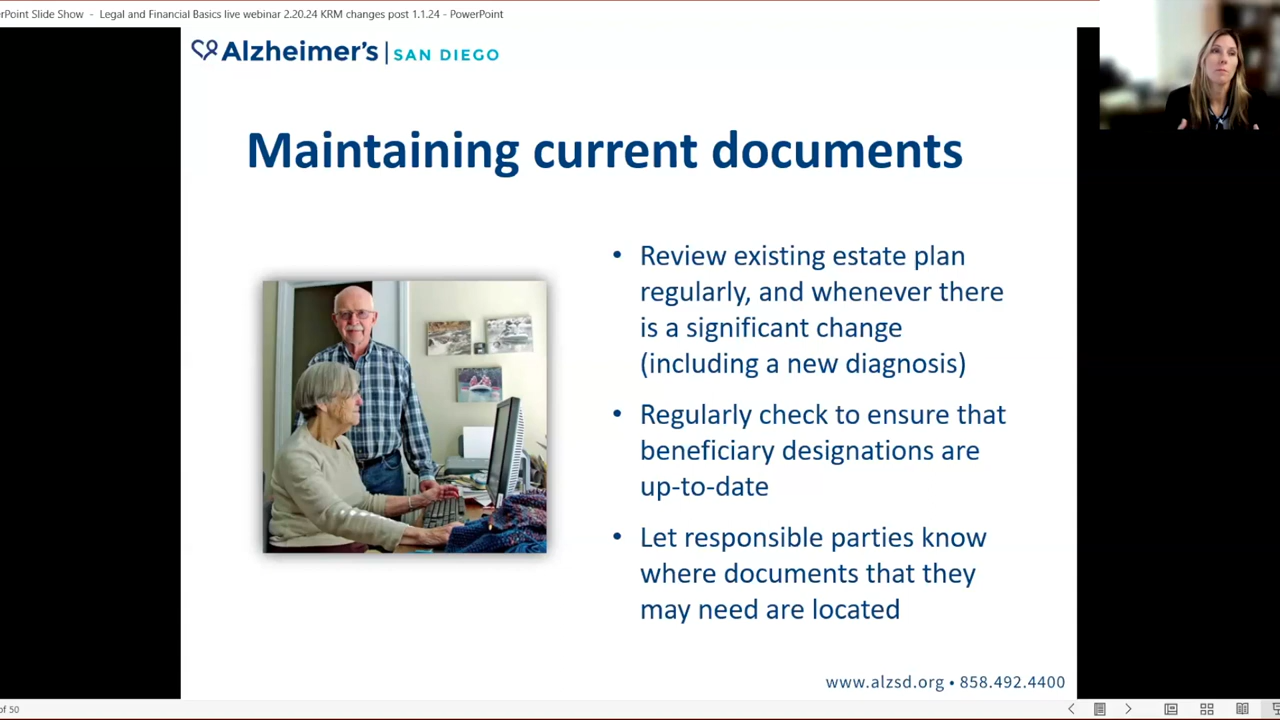 rPoint Slide Show - Legal and Financial Basics live webinar 2.20.24 KRM changes post 1.1.24 - PowerPoint
Alzheimer's | SAN DIEGO
Maintaining current documents
• Review existing estate plan
regularly, and whenever there
is a significant change
(including a new diagnosis)
• Regularly check to ensure that
beneficiary designations are
up-to-date
• Let responsible parties know
where documents that they
may need are located
www.alzsd.org • 858.492.4400
of 50